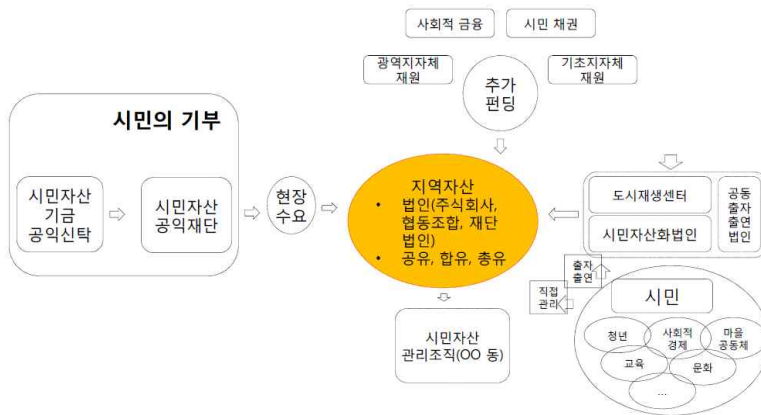 사회적 금융
시민 채권
광역지자체
재원
기초지자체
재원
추가
펀딩
시민의 기부
시민자산
기금
공익신탁
시민자산
공익재단
현장
수요
지역자산
• 법인(주식회사,
협동조합, 재단
법인)
• 공유, 합유, 총유
도시재생센터
시민자산화법인
공동
출자
출연
법인
출자
출연
직접
관리
시민자산
관리조직(OO 동)
시민
청년
사회적
경제
마을
공동체
교육
문화
...